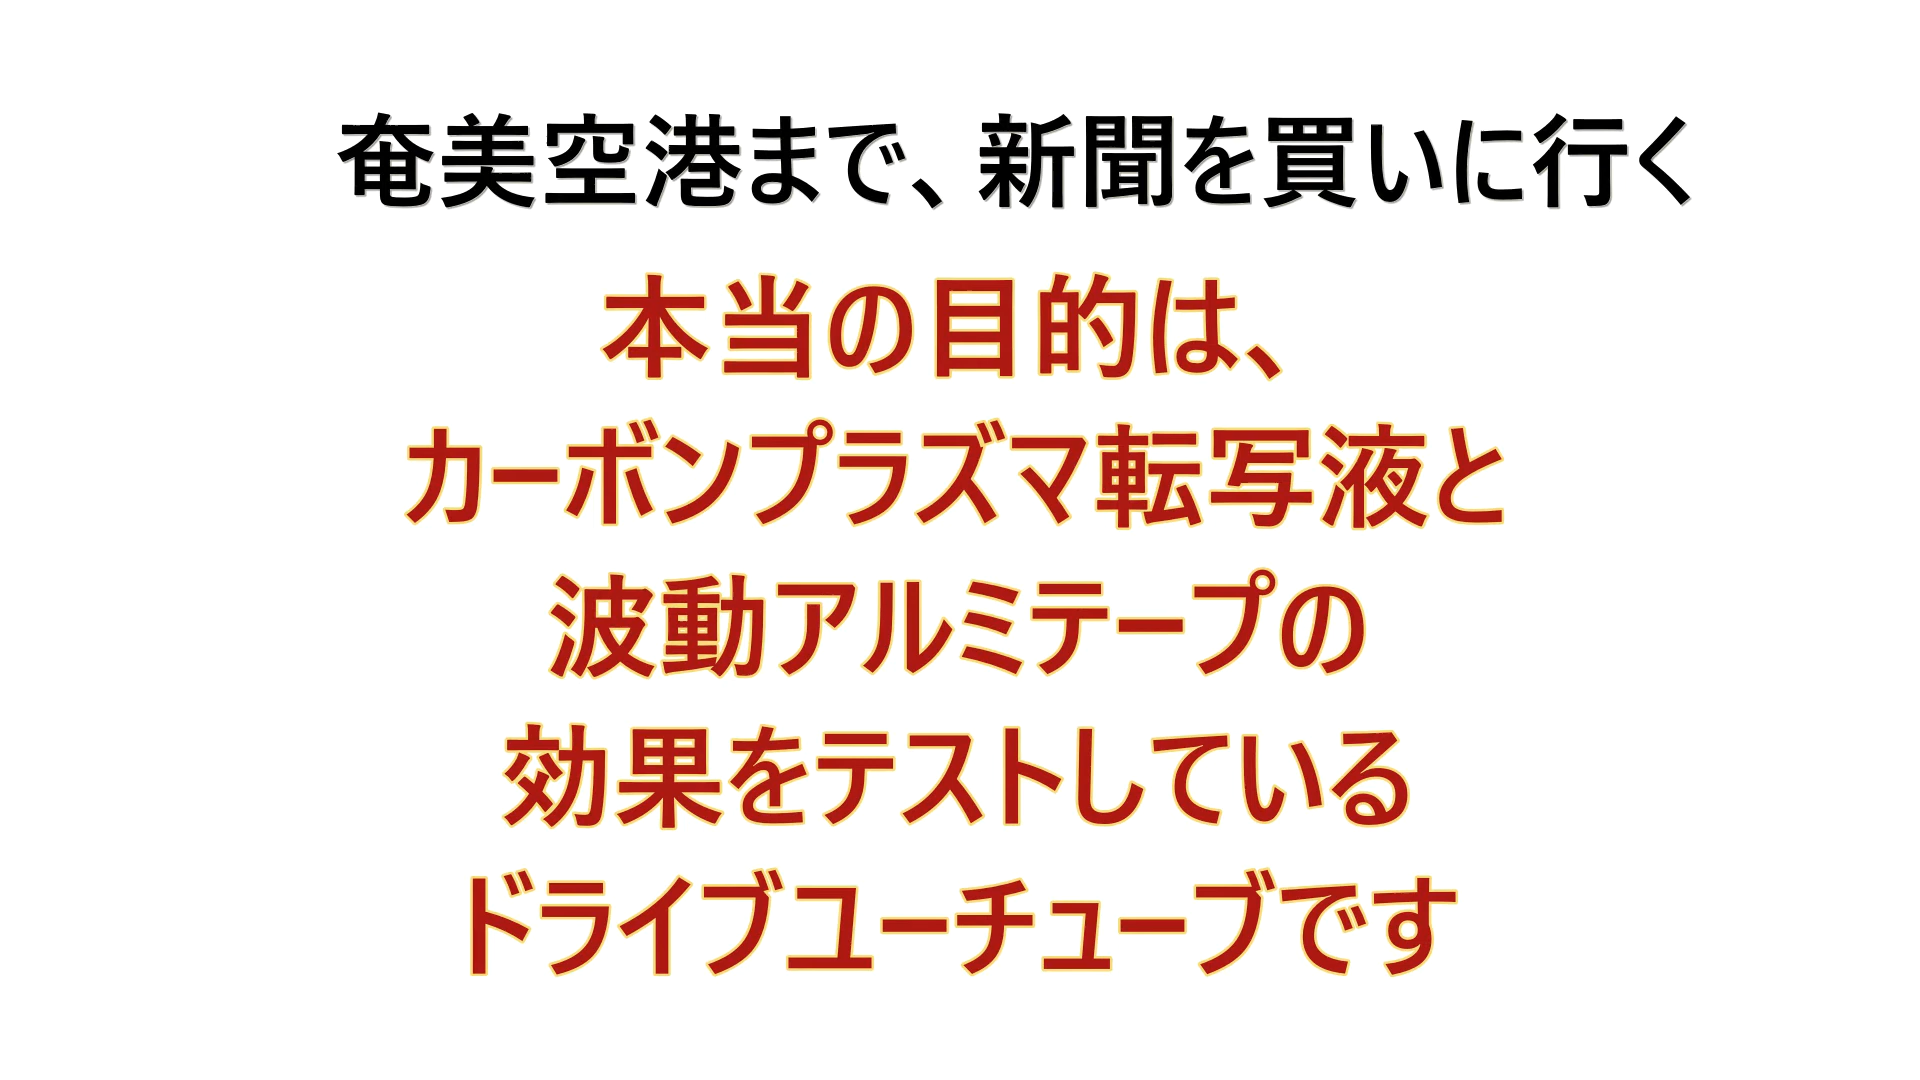 奄美空港まで、新聞を買いに行く
本当の目的は、
カーボンプラズマ転写液と
波動アルミテープの
効果をテストしている
ドライブユーチューブです